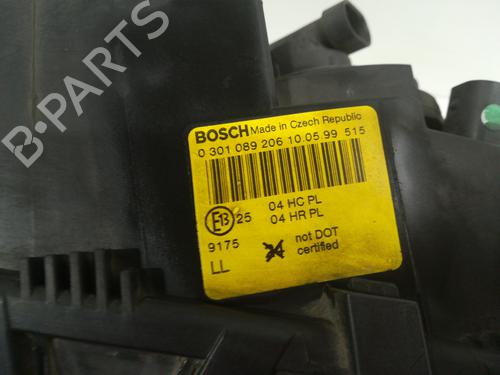 B-PARTS
BOSCH Made in Czech Republic
0 301 089 206 10.05 99 515
E13 25 04 HC PL
04 HR PL
9175 not DOT
LL certified